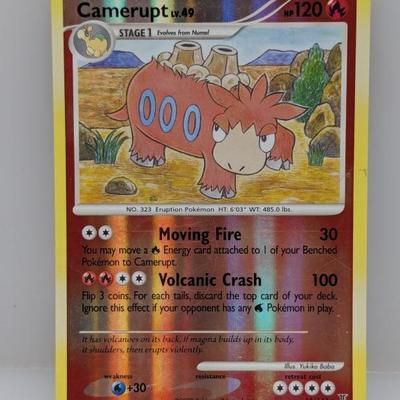 Camerupt LV.49 HP 120
STAGE 1 Evolves from Numel
NO. 323 Eruption Pokémon HT: 6'03" WT: 485.0 lbs.
Moving Fire 30
You may move a Energy card attached to 1 of your Benched
Pokémon to Camerupt.
Volcanic Crash 100
Flip 3 coins. For each tails, discard the top card of your deck.
Ignore this effect if your opponent has any Pokémon in play.
It has volcanoes on its back. If magma builds up in its body,
it shudders, then erupts violently.
Illus. Yukiko Baba
weakness resistance retreat cost
+30